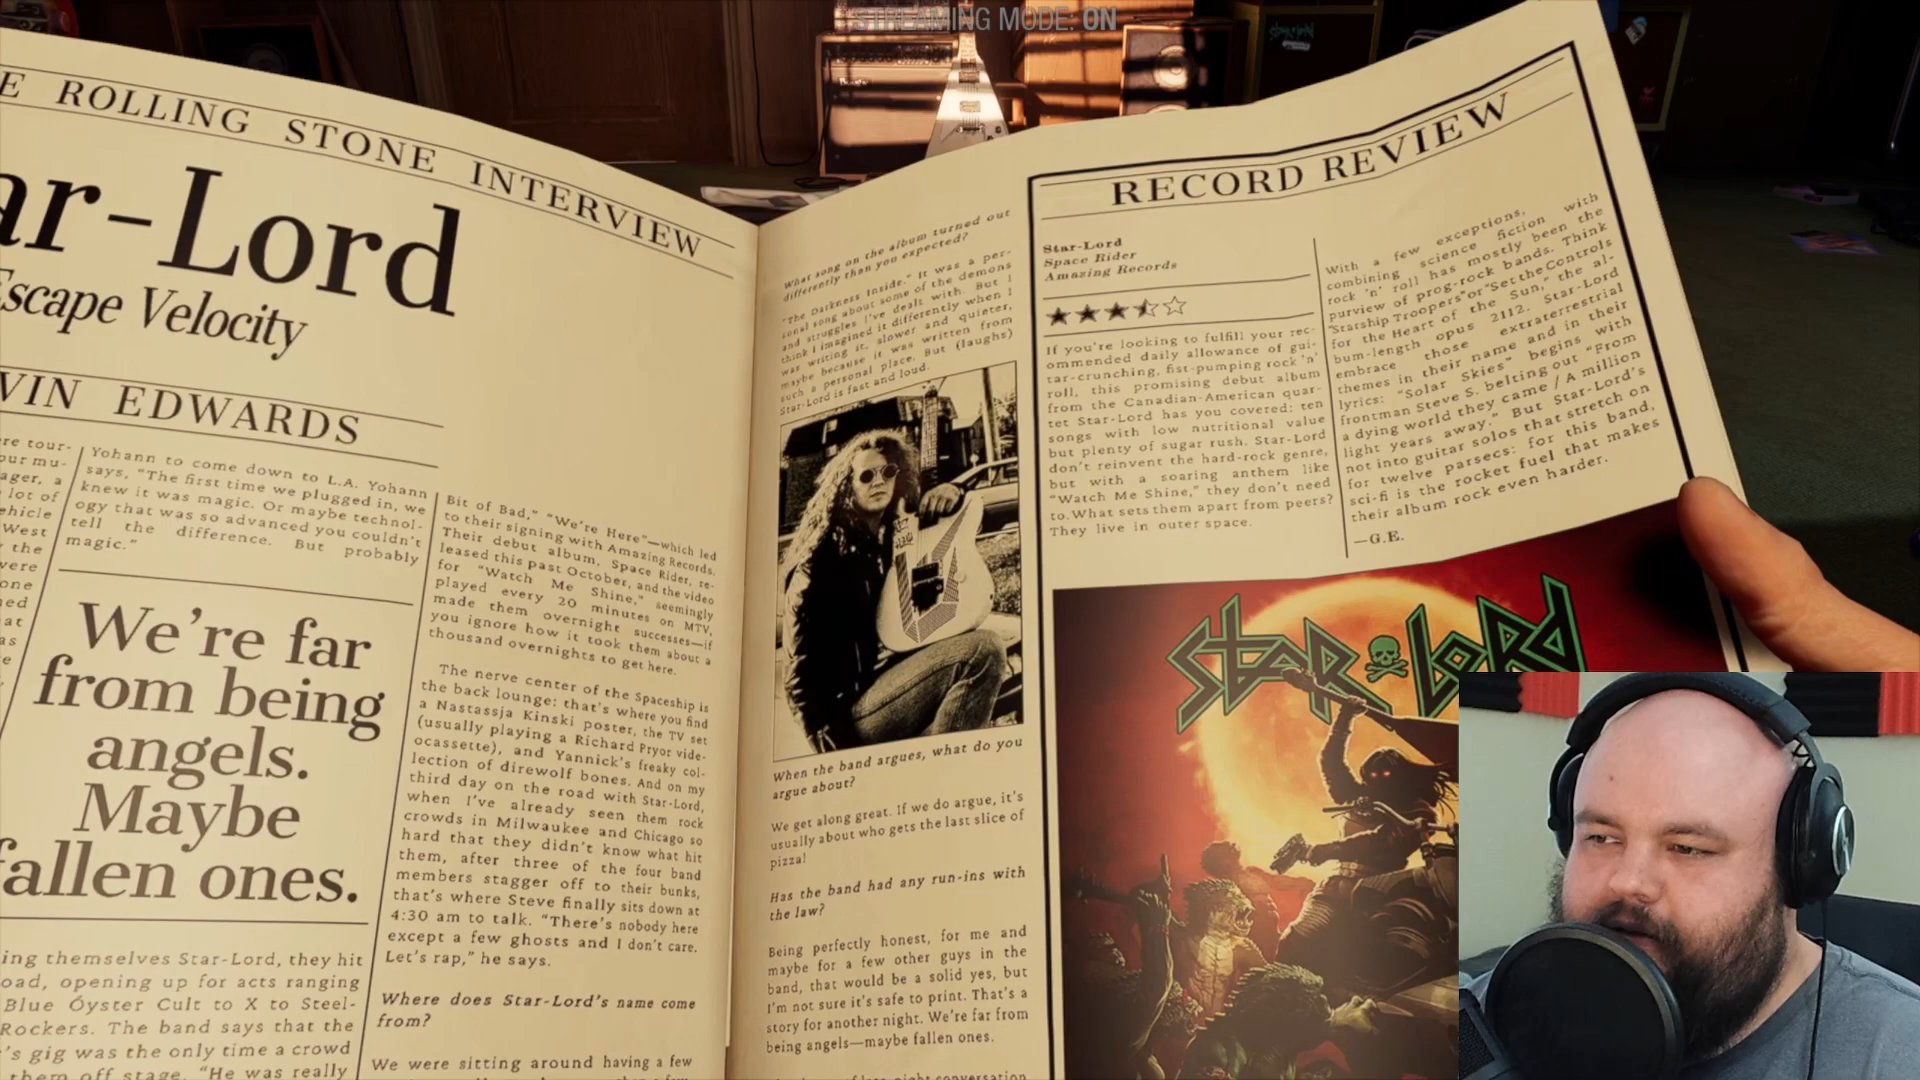 STREAMING MODE: ON
E ROLLING STONE INTERVIEW
ar-Lord
Escape Velocity
VIN EDWARDS
ere tour-
our mu-
ager, a
lot of
ehicle
West
y the
were
one
ned
hat
as
e
Yohann to come down to L.A. Yohann
says, "The first time we plugged in, we
knew it was magic. Or maybe technol-
ogy that was so advanced you couldn't
tell the difference. But probably
magic."
We're far
from being
angels.
Maybe
fallen ones.
ing themselves Star-Lord, they hit
oad, opening up for acts ranging
Blue Óyster Cult to X to Steel-
Rockers. The band says that the
's gig was the only time a crowd
them off stage. "He was really
Bit of Bad," "We're Here"—which led
to their signing with Amazing Records.
Their debut album, Space Rider, re-
leased this past October, and the video
for "Watch Me Shine," seemingly
played every 20 minutes on MTV,
made them overnight successes—if
you ignore how it took them about a
thousand overnights to get here.
The nerve center of the Spaceship is
the back lounge: that's where you find
a Nastassja Kinski poster, the TV set
(usually playing a Richard Pryor vide-
ocassette), and Yannick's freaky col-
lection of direwolf bones. And on my
third day on the road with Star-Lord,
when I've already seen them rock
crowds in Milwaukee and Chicago so
hard that they didn't know what hit
them, after three of the four band
members stagger off to their bunks,
that's where Steve finally sits down at
4:30 am to talk. "There's nobody here
except a few ghosts and I don't care.
Let's rap," he says.
Where does Star-Lord's name come
from?
We were sitting around having a few
What song on the album turned out
differently than you expected?
"The Darkness Inside." It was a per-
sonal song about some of the demons
and struggles I've dealt with. But I
think I imagined it differently when I
was writing it, slower and quieter,
maybe because it was written from
such a personal place. But (laughs)
Star-Lord is fast and loud.
When the band argues, what do you
argue about?
We get along great. If we do argue, it's
usually about who gets the last slice of
pizza!
Has the band had any run-ins with
the law?
Being perfectly honest, for me and
maybe for a few other guys in the
band, that would be a solid yes, but
I'm not sure it's safe to print. That's a
story for another night. We're far from
being angels—maybe fallen ones.
RECORD REVIEW
Star-Lord
Space Rider
Amazing Records
If you're looking to fulfill your rec-
ommended daily allowance of gui-
tar-crunching, fist-pumping rock 'n'
roll, this promising debut album
from the Canadian-American quar-
tet Star-Lord has you covered: ten
songs with low nutritional value
but plenty of sugar rush. Star-Lord
don't reinvent the hard-rock genre,
but with a soaring anthem like
"Watch Me Shine," they don't need
to. What sets them apart from peers?
They live in outer space.
With a few exceptions,
combining science fiction with
rock 'n' roll has mostly been the
purview of prog-rock bands. Think
"Starship Troopers" or "Set the Controls
for the Heart of the Sun," the al-
bum-length opus 2112. Star-Lord
embrace those extraterrestrial
themes in their name and in their
lyrics: "Solar Skies" begins with
frontman Steve S. belting out "From
a dying world they came / A million
light years away." But Star-Lord's
not into guitar solos that stretch on
for twelve parsecs: for this band,
sci-fi is the rocket fuel that makes
their album rock even harder.
—G.E.
STAR-LORD
star-lord